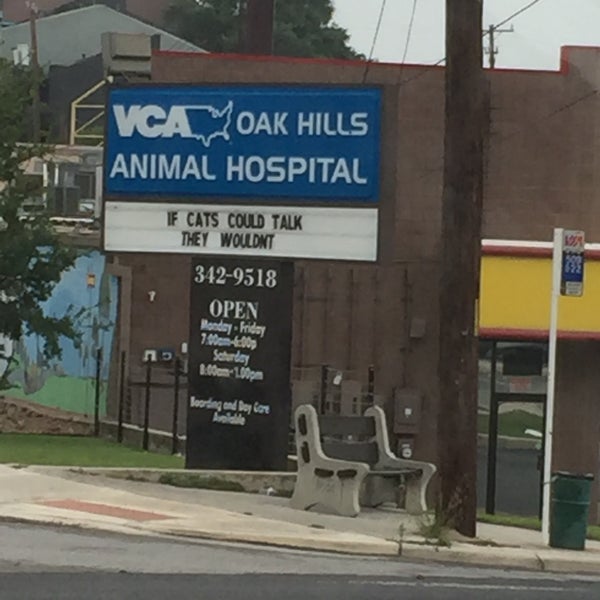 VCA OAK HILLS
ANIMAL HOSPITAL
IF CATS COULD TALK
THEY WOULDNT
342-9518
OPEN
Monday - Friday
7:00am-6:00p
Saturday
8:00am-1:00pm
Boarding and Day Care
Available